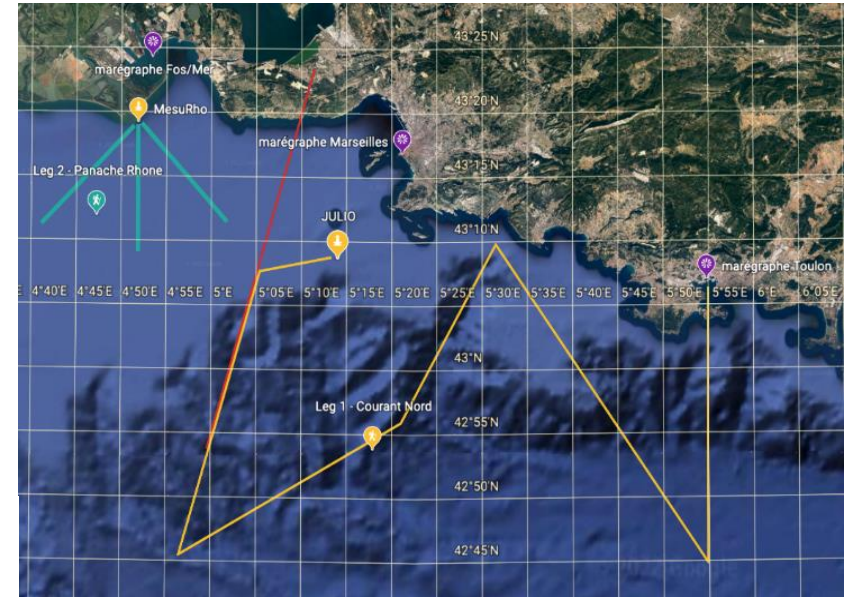 43°25'N
marégraphe Fos/Mer
43°20'N
MesuRho
marégraphe Marseilles
43°15'N
Leg 2 - Panache Rhone
JULIO
43°10'N
maregraphe Toulon
E 4°40'E 4°45'E 4°50'E 4°55'E 5°E 5°05'E 5°10'E 5°15'E 5°20'E 5°25'E 5°30'E 5°35'E 5°40'E 5°45'E 5°50'E 5°55'E 6°E 6°05'E
43°N
Leg 1 - Courant Nord
42°55'N
42°50'N
42°45'N